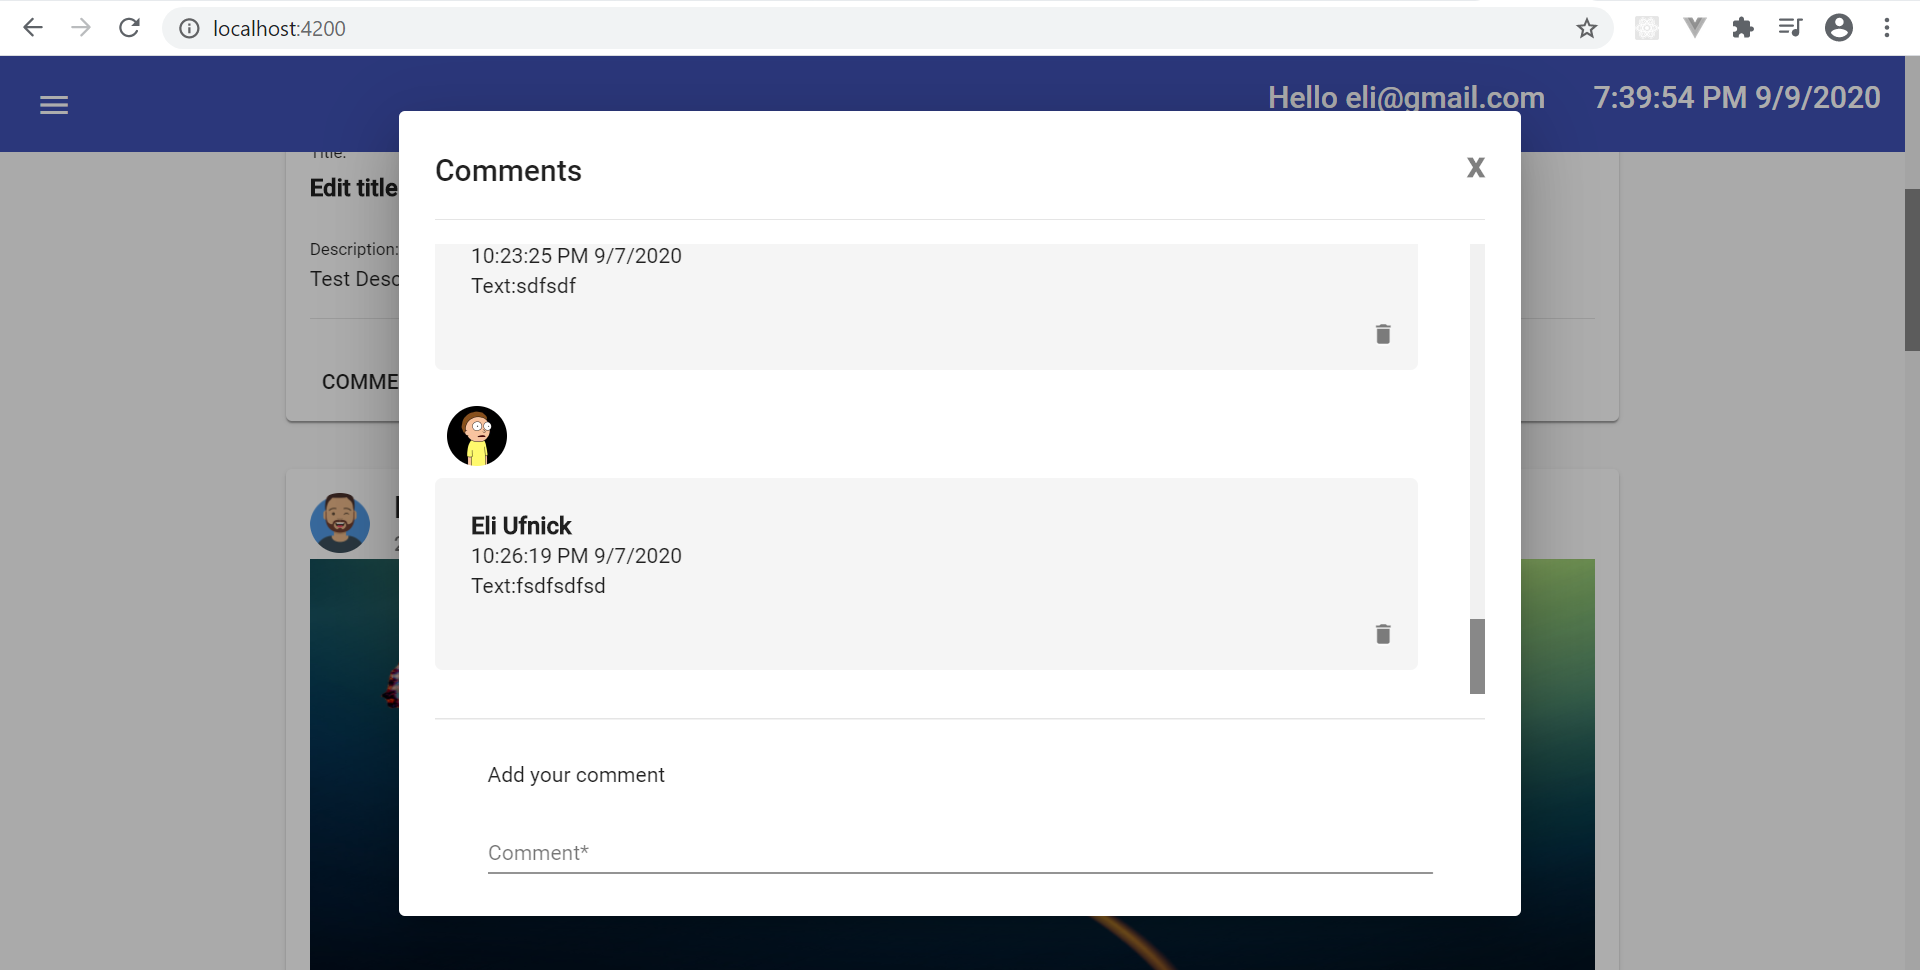 localhost:4200
Hello eli@gmail.com 7:39:54 PM 9/9/2020
Title:
Edit title
Description:
Test Desc
COMME
Comments
X
10:23:25 PM 9/7/2020
Text:sdfsdf
Eli Ufnick
10:26:19 PM 9/7/2020
Text:fsdfsdfsd
Add your comment
Comment*